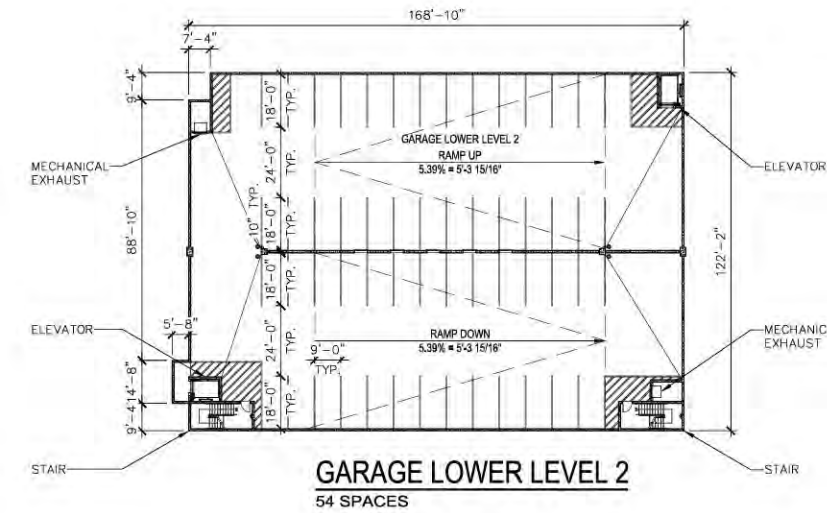 168'-10"
7'-4"
9'-4"
18'-0"
TYP.
GARAGE LOWER LEVEL 2
RAMP UP
5.39% = 5'-3 15/16"
MECHANICAL
EXHAUST
ELEVATOR
24'-0"
TYP.
10"
TYP.
18'-0"
TYP.
88'-10"
122'-2"
18'-0"
TYP.
ELEVATOR
5'-8"
RAMP DOWN
5.39% = 5'-3 15/16"
MECHANIC
EXHAUST
24'-0"
TYP.
9'-0"
TYP.
14'-8"
18'-0"
TYP.
9'-4"
STAIR
STAIR
GARAGE LOWER LEVEL 2
54 SPACES